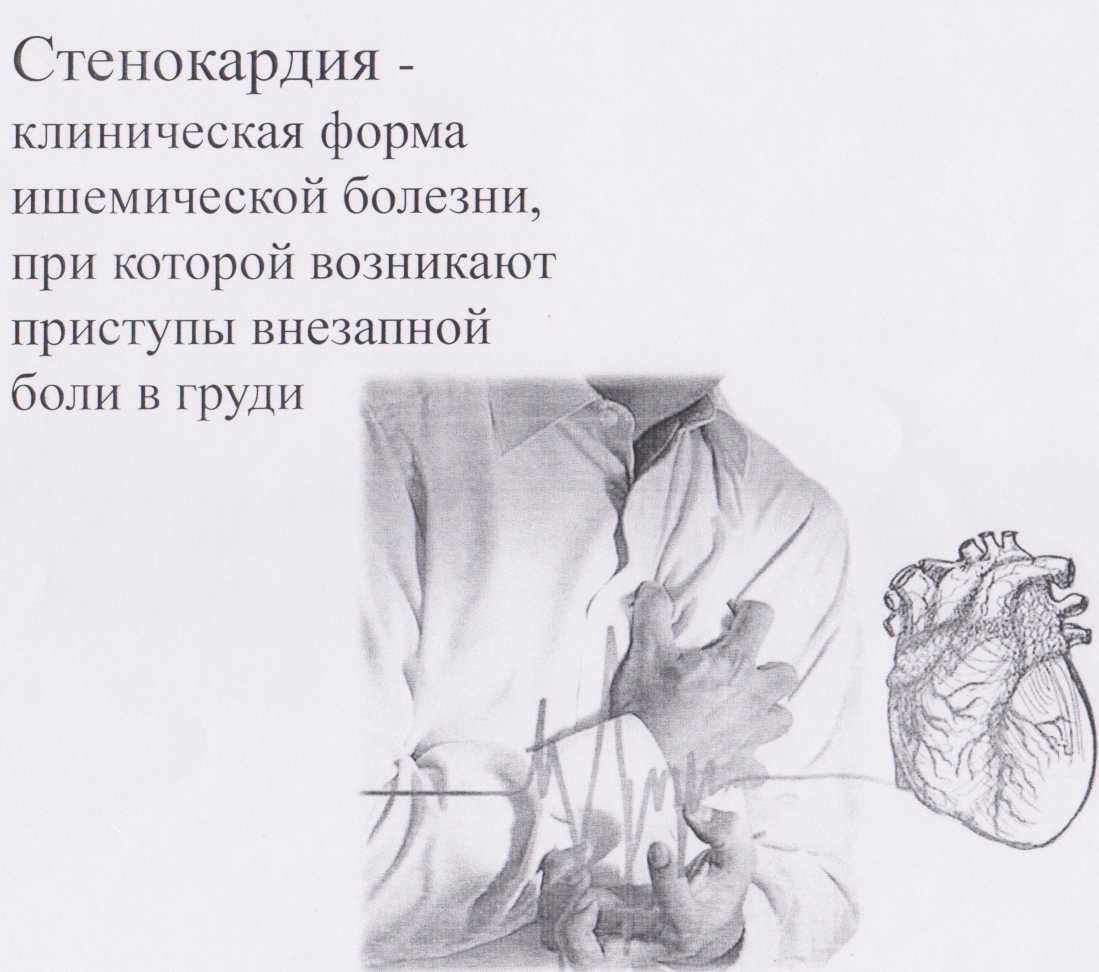 Стенокардия -
клиническая форма
ишемической болезни,
при которой возникают
приступы внезапной
боли в груди